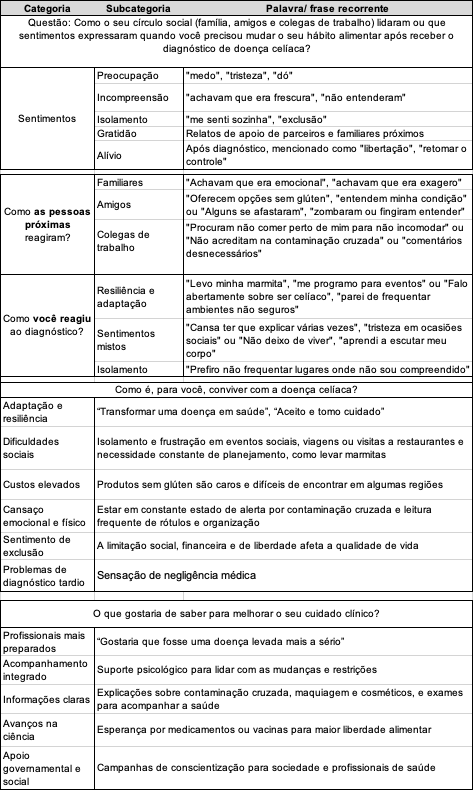 Categoria Subcategoria Palavra/ frase recorrente
Questão: Como o seu círculo social (família, amigos e colegas de trabalho) lidaram ou que
sentimentos expressaram quando você precisou mudar o seu hábito alimentar após receber o
diagnóstico de doença celíaca?
Sentimentos
Preocupação "medo", "tristeza", "dó"
Incompreensão "achavam que era frescura", "não entenderam"
Isolamento "me senti sozinha", "exclusão"
Gratidão Relatos de apoio de parceiros e familiares próximos
Alívio Após diagnóstico, mencionado como "libertação", "retomar o
controle"
Como as pessoas
próximas
reagiram?
Familiares "Achavam que era emocional", "achavam que era exagero"
Amigos "Oferecem opções sem glúten", "entendem minha condição"
ou "Alguns se afastaram", "zombaram ou fingiram entender"
Colegas de
trabalho
"Procuram não comer perto de mim para não incomodar" ou
"Não acreditam na contaminação cruzada" ou "comentários
desnecessários"
Como você reagiu
ao diagnóstico?
Resiliência e
adaptação
"Levo minha marmita", "me programo para eventos" ou "Falo
abertamente sobre ser celíaco", "parei de frequentar
ambientes não seguros"
Sentimentos
mistos
"Cansa ter que explicar várias vezes", "tristeza em ocasiões
sociais" ou "Não deixo de viver", "aprendi a escutar meu
corpo"
Isolamento "Prefiro não frequentar lugares onde não sou compreendido"
Como é, para você, conviver com a doença celíaca?
Adaptação e
resiliência
“Transformar uma doença em saúde”, “Aceito e tomo cuidado”
Dificuldades
sociais
Isolamento e frustração em eventos sociais, viagens ou visitas a restaurantes e
necessidade constante de planejamento, como levar marmitas
Custos elevados Produtos sem glúten são caros e difíceis de encontrar em algumas regiões
Cansaço
emocional e físico
Estar em constante estado de alerta por contaminação cruzada e leitura
frequente de rótulos e organização
Sentimento de
exclusão
A limitação social, financeira e de liberdade afeta a qualidade de vida
Problemas de
diagnóstico tardio
Sensação de negligência médica
O que gostaria de saber para melhorar o seu cuidado clínico?
Profissionais mais
preparados
“Gostaria que fosse uma doença levada mais a sério”
Acompanhamento
integrado
Suporte psicológico para lidar com as mudanças e restrições
Informações claras
Explicações sobre contaminação cruzada, maquiagem e cosméticos, e exames
para acompanhar a saúde
Avanços na
ciência
Esperança por medicamentos ou vacinas para maior liberdade alimentar
Apoio
governamental e
social
Campanhas de conscientização para sociedade e profissionais de saúde